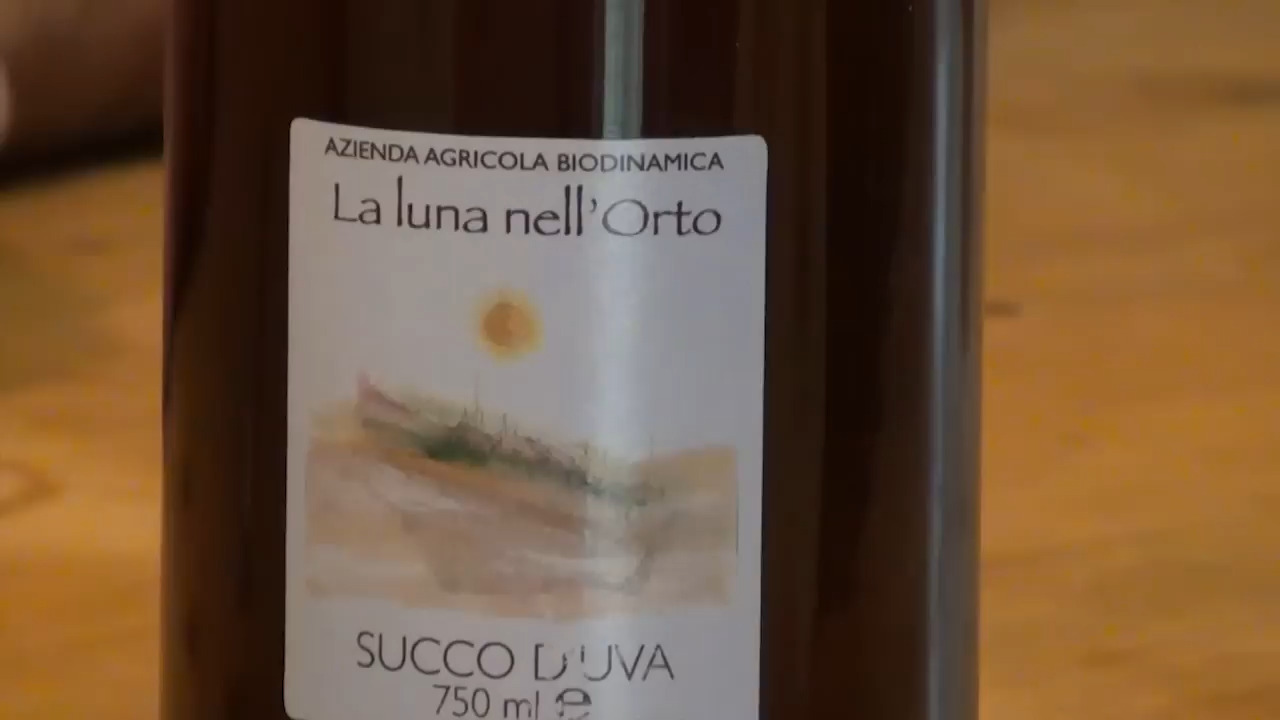 AZIENDA AGRICOLA BIODINAMICA
La luna nell'Orto
SUCCO D'UVA
750 ml e